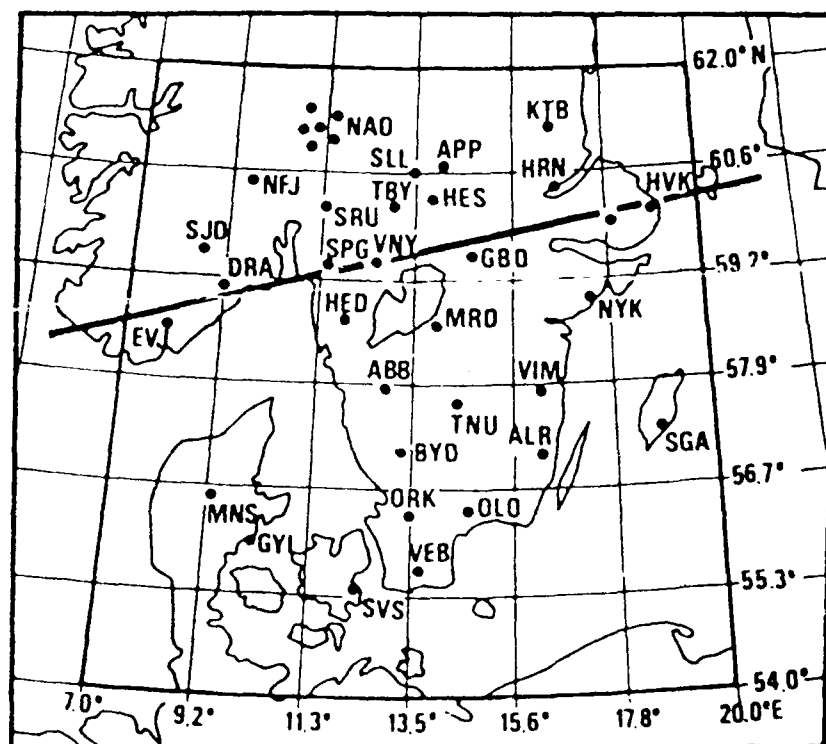 62.0° N
KTB
NAO
SLL APP
HRN
60.6°
NFJ
TBY HES
HVK
SRU
SJD
SPG VNY
DRA
GBO
59.2°
HED
MRO
NYK
EV
ABB
VIM
57.9°
TNU
ALR
SGA
BYD
56.7°
MNS
ORK
OLO
GYL
VEB
55.3°
SVS
54.0°
7.0° 9.2° 11.3° 13.5° 15.6° 17.8° 20.0°E